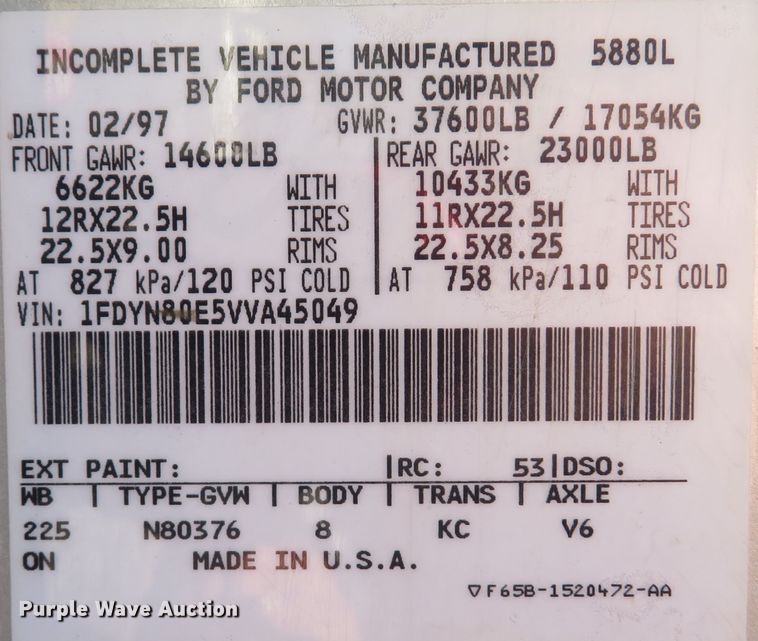 INCOMPLETE VEHICLE MANUFACTURED 5880L
BY FORD MOTOR COMPANY
DATE: 02/97 GVWR: 37600LB / 17054KG
FRONT GAWR: 14600LB REAR GAWR: 23000LB
6622KG WITH 10433KG WITH
12RX22.5H TIRES 11RX22.5H TIRES
22.5X9.00 RIMS 22.5X8.25 RIMS
AT 827 kPa/120 PSI COLD AT 758 kPa/110 PSI COLD
VIN: 1FDYN80E5VVA45049
EXT PAINT: |RC: 53|DSO:
WB | TYPE-GVW | BODY | TRANS | AXLE
225 N80376 8 KC V6
ON MADE IN U.S.A.
▽F65B-1520472-AA
Purple Wave Auction